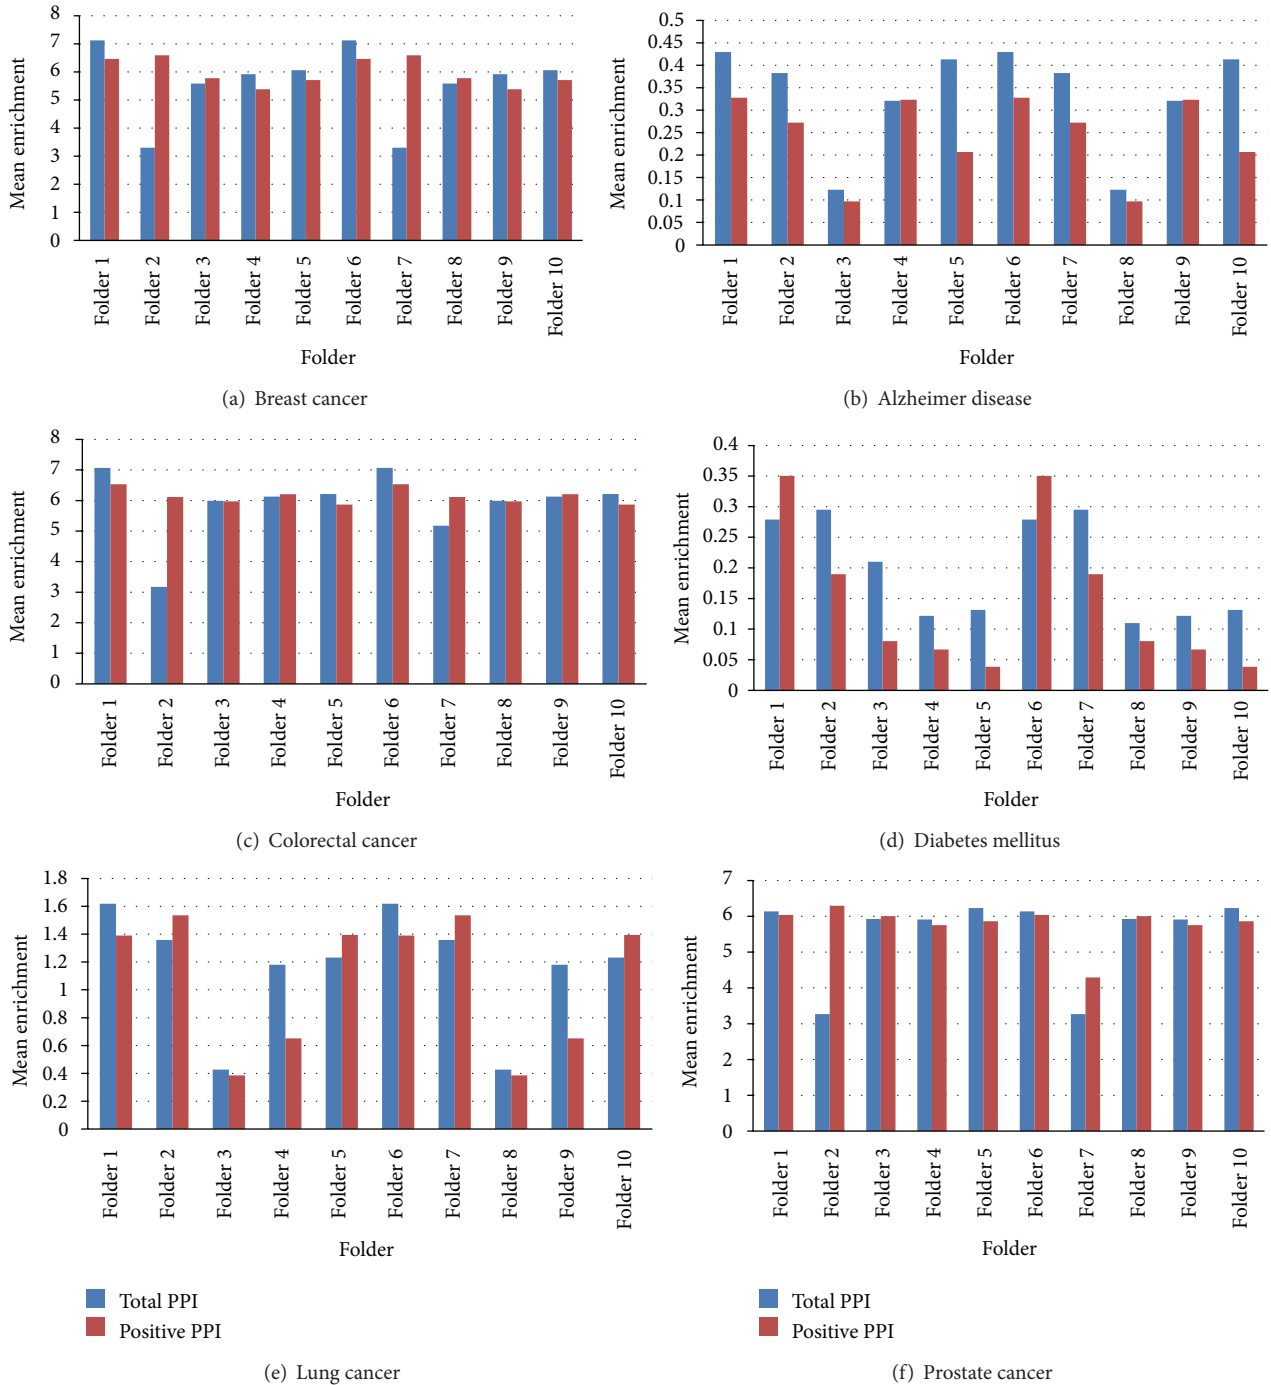 8
7
6
5
4
3
2
1
0
Mean enrichment
Folder 1
Folder 2
Folder 3
Folder 4
Folder 5
Folder 6
Folder 7
Folder 8
Folder 9
Folder 10
Folder
(a) Breast cancer
0.5
0.45
0.4
0.35
0.3
0.25
0.2
0.15
0.1
0.05
0
Mean enrichment
Folder 1
Folder 2
Folder 3
Folder 4
Folder 5
Folder 6
Folder 7
Folder 8
Folder 9
Folder 10
Folder
(b) Alzheimer disease
8
7
6
5
4
3
2
1
0
Mean enrichment
Folder 1
Folder 2
Folder 3
Folder 4
Folder 5
Folder 6
Folder 7
Folder 8
Folder 9
Folder 10
Folder
(c) Colorectal cancer
0.4
0.35
0.3
0.25
0.2
0.15
0.1
0.05
0
Mean enrichment
Folder 1
Folder 2
Folder 3
Folder 4
Folder 5
Folder 6
Folder 7
Folder 8
Folder 9
Folder 10
Folder
(d) Diabetes mellitus
1.8
1.6
1.4
1.2
1
0.8
0.6
0.4
0.2
0
Mean enrichment
Folder 1
Folder 2
Folder 3
Folder 4
Folder 5
Folder 6
Folder 7
Folder 8
Folder 9
Folder 10
Folder
Total PPI
Positive PPI
(e) Lung cancer
7
6
5
4
3
2
1
0
Mean enrichment
Folder 1
Folder 2
Folder 3
Folder 4
Folder 5
Folder 6
Folder 7
Folder 8
Folder 9
Folder 10
Folder
Total PPI
Positive PPI
(f) Prostate cancer